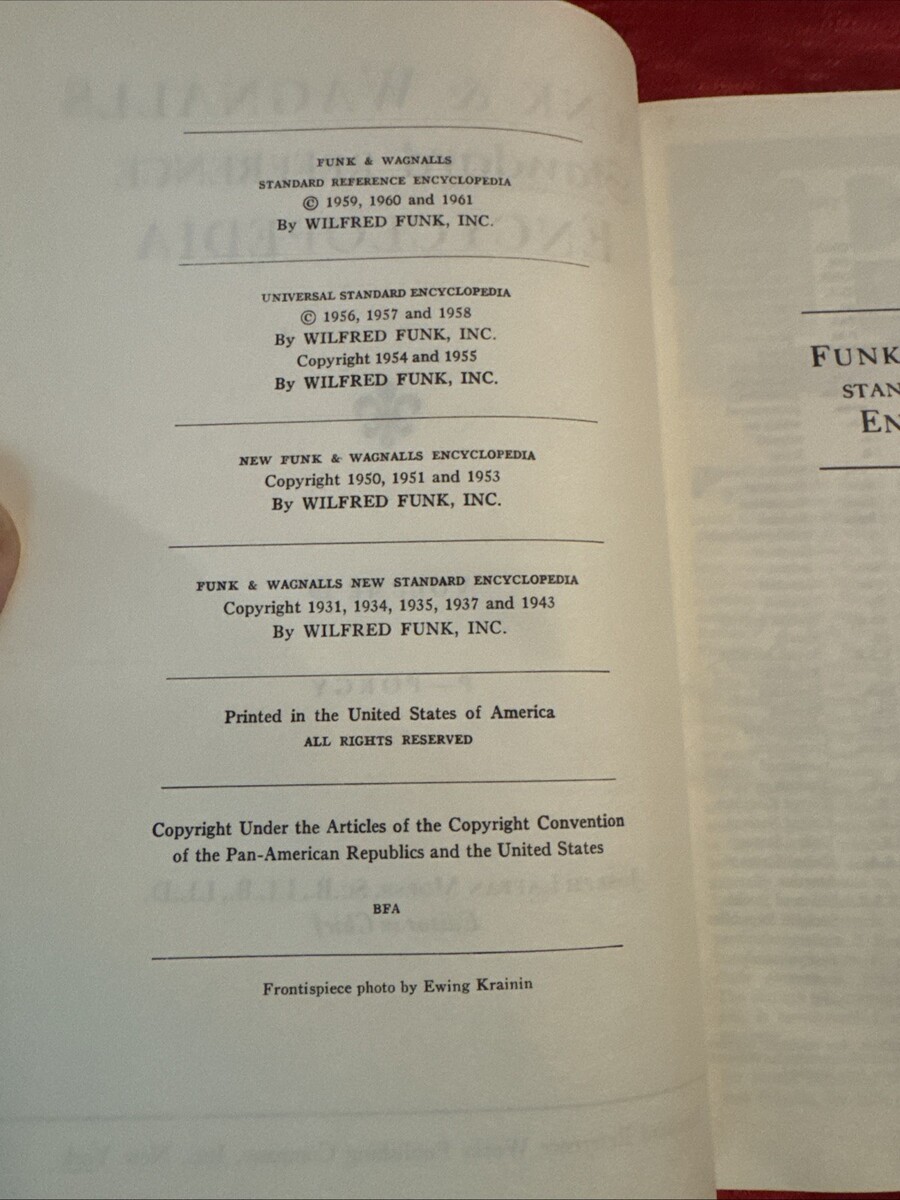 FUNK & WAGNALLS
STANDARD REFERENCE ENCYCLOPEDIA
© 1959, 1960 and 1961
By WILFRED FUNK, INC.
UNIVERSAL STANDARD ENCYCLOPEDIA
© 1956, 1957 and 1958
By WILFRED FUNK, INC.
Copyright 1954 and 1955
By WILFRED FUNK, INC.
NEW FUNK & WAGNALLS ENCYCLOPEDIA
Copyright 1950, 1951 and 1953
By WILFRED FUNK, INC.
FUNK & WAGNALLS NEW STANDARD ENCYCLOPEDIA
Copyright 1931, 1934, 1935, 1937 and 1943
By WILFRED FUNK, INC.
Printed in the United States of America
ALL RIGHTS RESERVED
Copyright Under the Articles of the Copyright Convention
of the Pan-American Republics and the United States
BFA
Frontispiece photo by Ewing Krainin
FUNK
STAN
EN